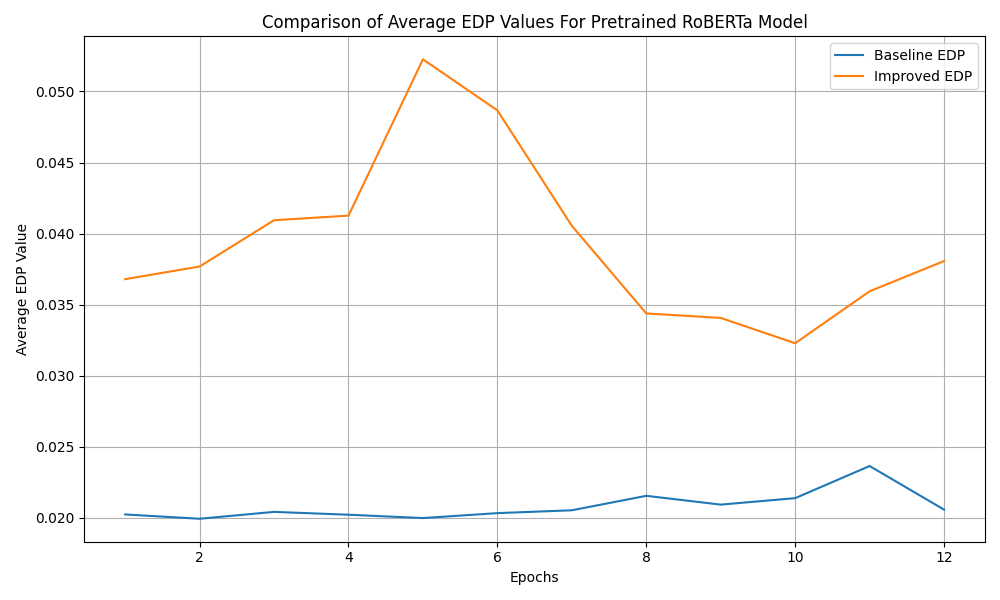 Comparison of Average EDP Values For Pretrained RoBERTa Model
Baseline EDP
Improved EDP
Average EDP Value
0.050
0.045
0.040
0.035
0.030
0.025
0.020
2 4 6 8 10 12
Epochs